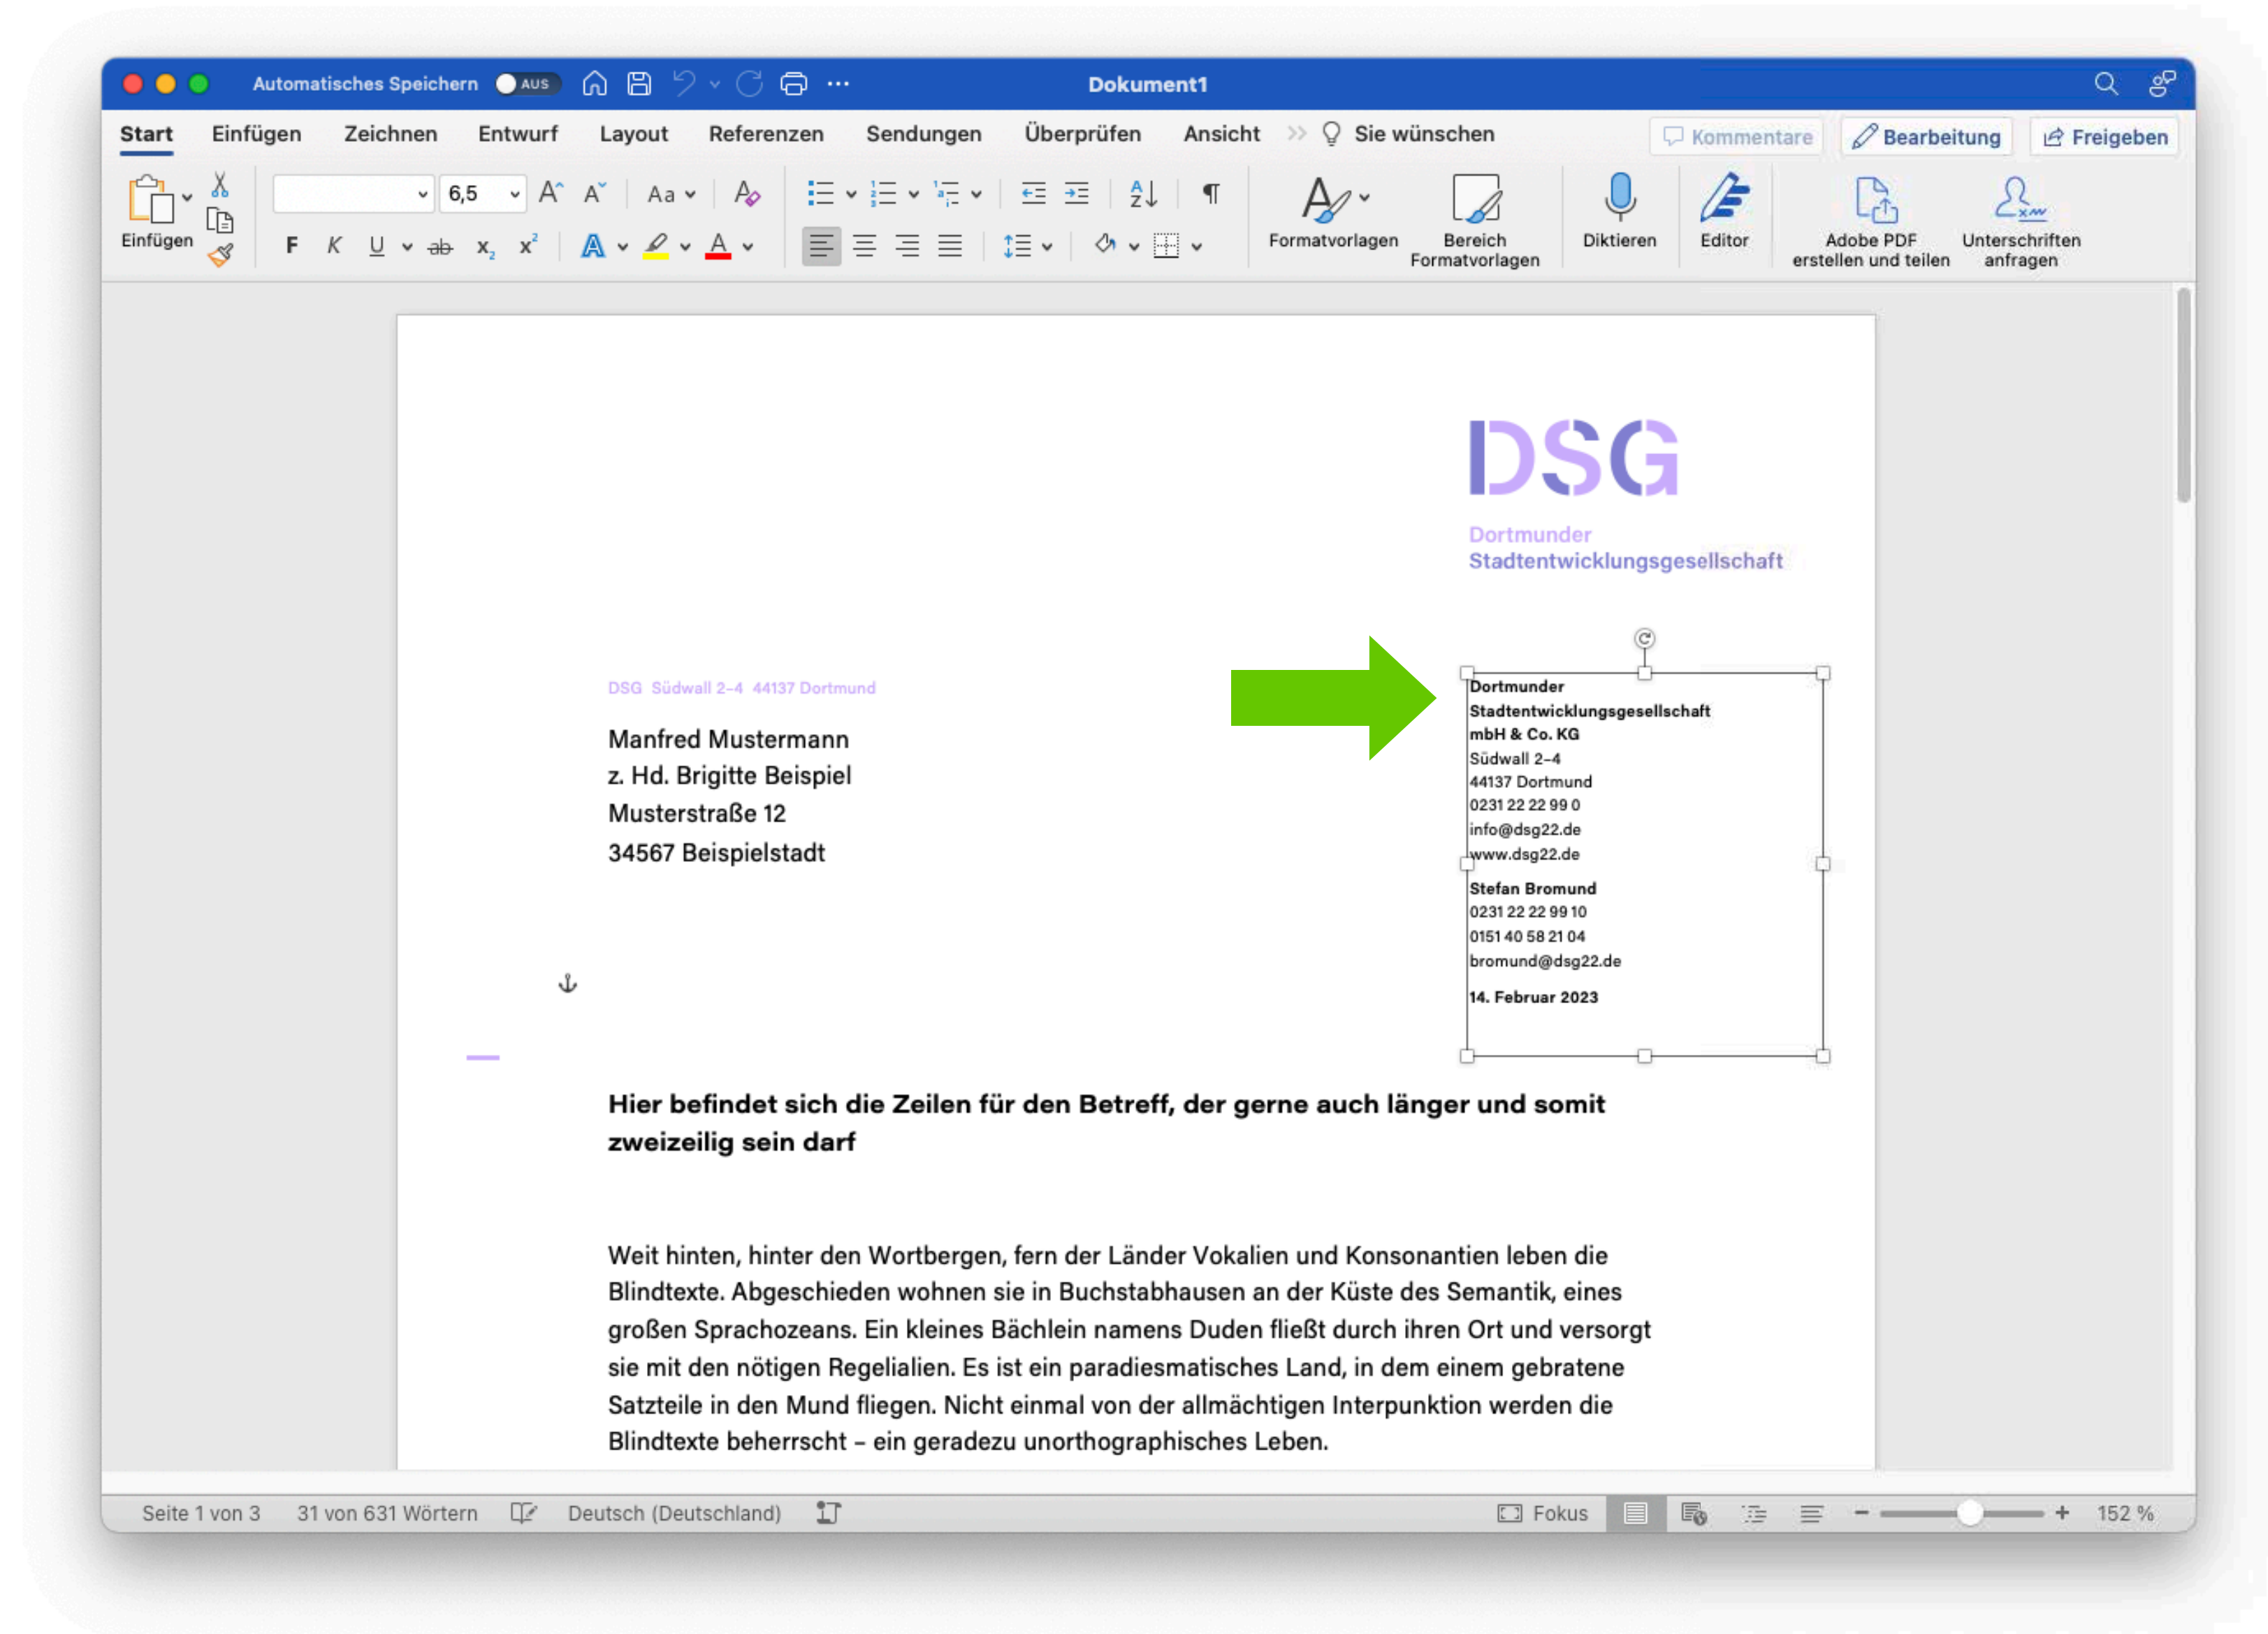 Automatisches Speichern AUS Dokument1
Start Einfügen Zeichnen Entwurf Layout Referenzen Sendungen Überprüfen Ansicht Sie wünschen Kommentare Bearbeitung Freigeben
6,5 Aa
Einfügen F K U ab x₂ x² A A Formatvorlagen Bereich Formatvorlagen Diktieren Editor Adobe PDF erstellen und teilen Unterschriften anfragen
DSG
Dortmunder
Stadtentwicklungsgesellschaft
DSG Südwall 2–4 44137 Dortmund
Manfred Mustermann
z. Hd. Brigitte Beispiel
Musterstraße 12
34567 Beispielstadt
Dortmunder
Stadtentwicklungsgesellschaft
mbH & Co. KG
Südwall 2–4
44137 Dortmund
0231 22 22 99 0
info@dsg22.de
www.dsg22.de
Stefan Bromund
0231 22 22 99 10
0151 40 58 21 04
bromund@dsg22.de
14. Februar 2023
Hier befindet sich die Zeilen für den Betreff, der gerne auch länger und somit
zweizeilig sein darf
Weit hinten, hinter den Wortbergen, fern der Länder Vokalien und Konsonantien leben die
Blindtexte. Abgeschieden wohnen sie in Buchstabhausen an der Küste des Semantik, eines
großen Sprachozeans. Ein kleines Bächlein namens Duden fließt durch ihren Ort und versorgt
sie mit den nötigen Regelialien. Es ist ein paradiesmatisches Land, in dem einem gebratene
Satzteile in den Mund fliegen. Nicht einmal von der allmächtigen Interpunktion werden die
Blindtexte beherrscht – ein geradezu unorthographisches Leben.
Seite 1 von 3 31 von 631 Wörtern Deutsch (Deutschland) Fokus 152 %